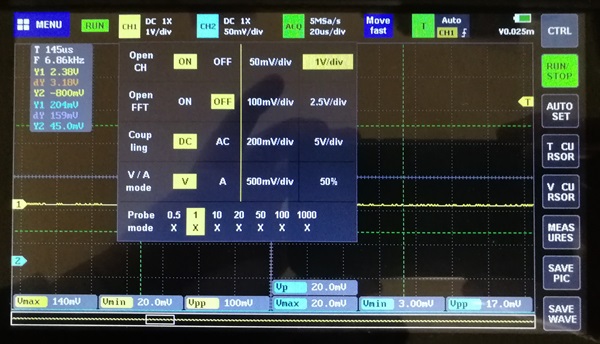 MENU RUN CH1 DC 1X 1V/div CH2 DC 1X 50mV/div ACQ 5MSa/s 20us/div Move fast T Auto CH1 V0.025m CTRL
T 145us
F 6.86kHz
Y1 2.38V
dY 3.18V
Y2 -800mV
Y1 204mV
dY 159mV
Y2 45.0mV
Open CH ON OFF 50mV/div 1V/div
Open FFT ON OFF 100mV/div 2.5V/div
Coup ling DC AC 200mV/div 5V/div
V / A mode V A 500mV/div 50%
Probe mode 0.5 X 1 X 10 X 20 X 50 X 100 X 1000 X
T
1
2
RUN/ STOP
AUTO SET
T CU RSOR
V CU RSOR
MEAS URES
SAVE PIC
SAVE WAVE
Vp 20.0mV
Vmax 140mV Vmin 20.0mV Vpp 100mV Vmax 20.0mV Vmin 3.00mV Vpp 17.0mV